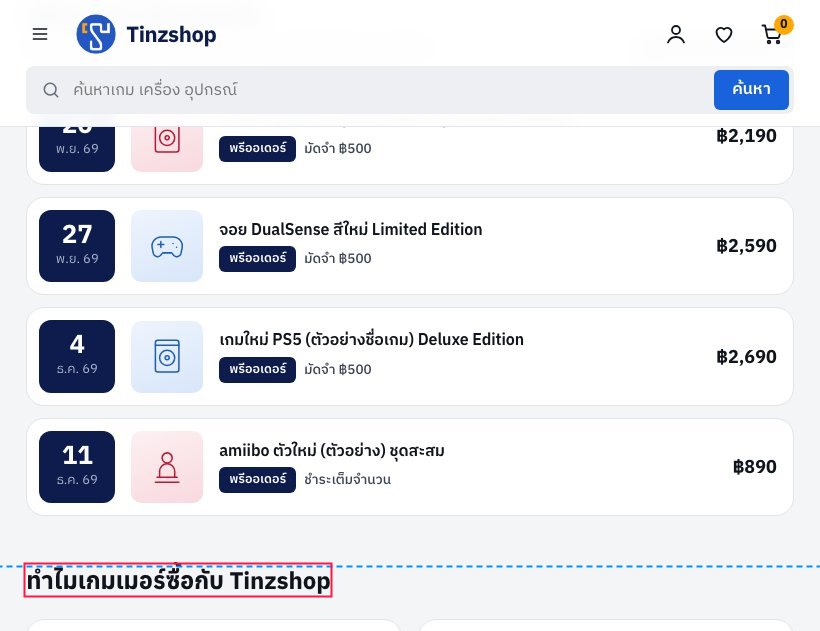 Tinzshop
0
ค้นหาเกม เครื่อง อุปกรณ์
ค้นหา
20
พ.ย. 69
พรีออเดอร์ มัดจำ ฿500
฿2,190
27
พ.ย. 69
จอย DualSense สีใหม่ Limited Edition
พรีออเดอร์ มัดจำ ฿500
฿2,590
4
ธ.ค. 69
เกมใหม่ PS5 (ตัวอย่างชื่อเกม) Deluxe Edition
พรีออเดอร์ มัดจำ ฿500
฿2,690
11
ธ.ค. 69
amiibo ตัวใหม่ (ตัวอย่าง) ชุดสะสม
พรีออเดอร์ ชำระเต็มจำนวน
฿890
ทำไมเกมเมอร์ซื้อกับ Tinzshop